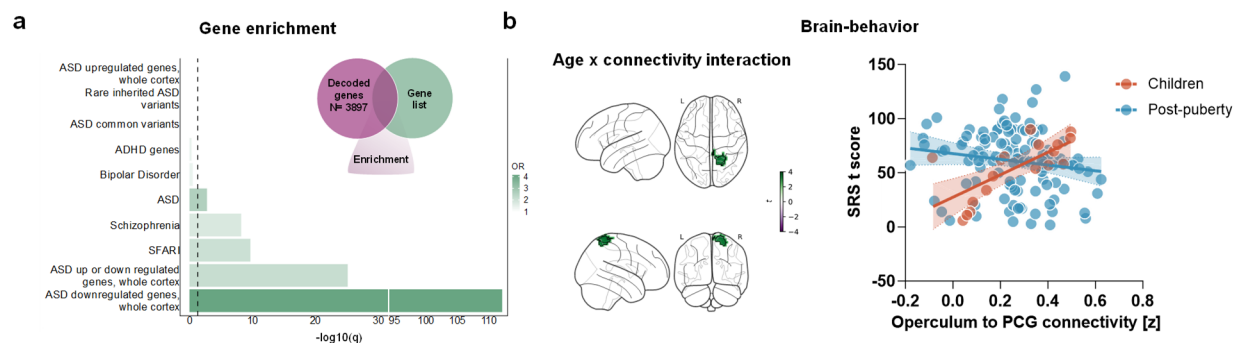 a
Gene enrichment
ASD upregulated genes,
whole cortex
Rare inherited ASD
variants
ASD common variants
ADHD genes
Bipolar Disorder
ASD
Schizophrenia
SFARI
ASD up or down regulated
genes, whole cortex
ASD downregulated genes,
whole cortex
0 10 20 30 95 100 105 110
-log10(q)
Decoded
genes
N= 3897
Gene
list
Enrichment
OR
4
3
2
1
b
Brain-behavior
Age x connectivity interaction
L R
L R
4
2
0
−2
−4
z
SRS t score
150
100
50
0
-50
-0.2 0.0 0.2 0.4 0.6 0.8
Operculum to PCG connectivity [z]
Children
Post-puberty